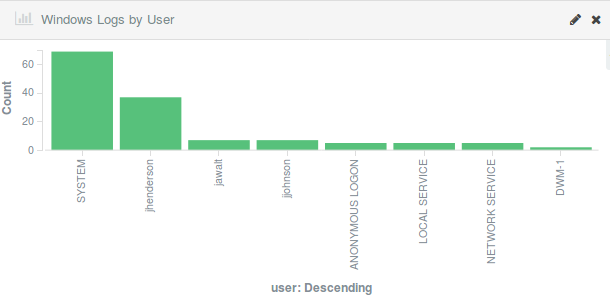 Windows Logs by User
Count
60
40
20
0
SYSTEM
jhenderson
jawalt
jjohnson
ANONYMOUS LOGON
LOCAL SERVICE
NETWORK SERVICE
DWM-1
user: Descending